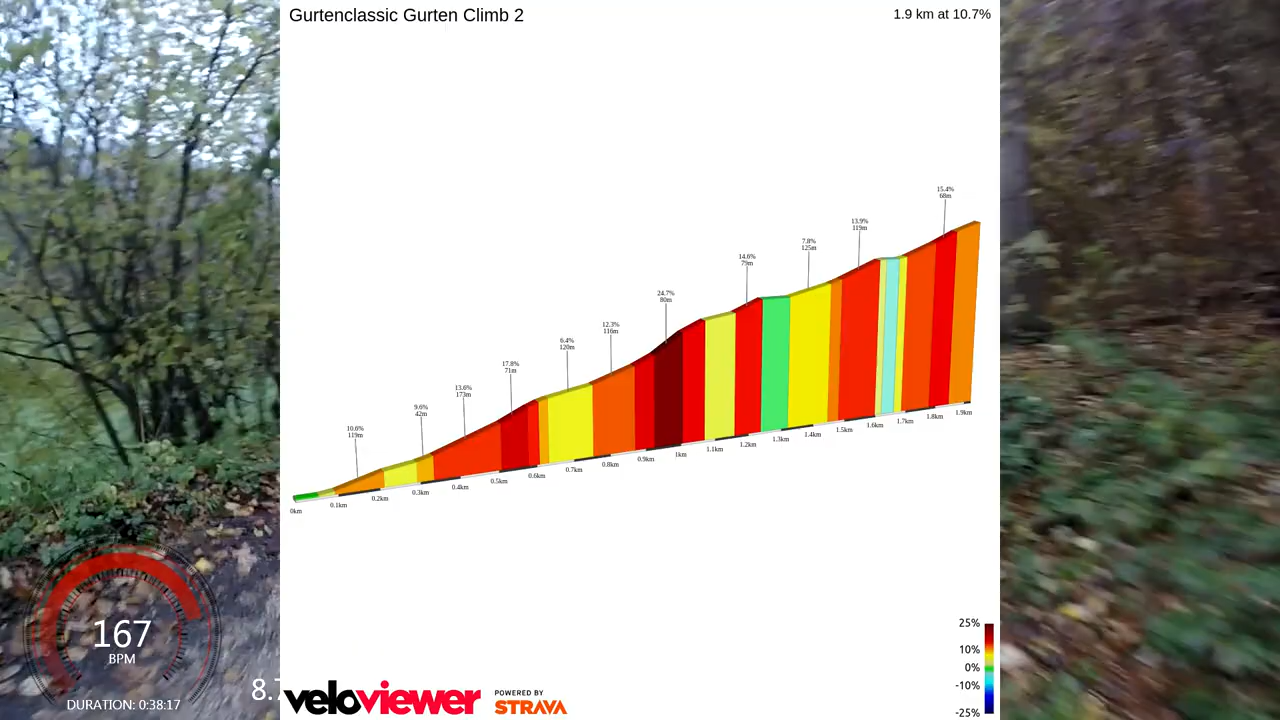 Gurtenclassic Gurten Climb 2
1.9 km at 10.7%
15.4%
68m
13.9%
119m
7.8%
125m
14.6%
79m
24.7%
80m
12.3%
116m
6.4%
120m
17.8%
71m
13.6%
173m
9.6%
42m
10.6%
119m
0km
0.1km
0.2km
0.3km
0.4km
0.5km
0.6km
0.7km
0.8km
0.9km
1km
1.1km
1.2km
1.3km
1.4km
1.5km
1.6km
1.7km
1.8km
1.9km
25%
10%
0%
-10%
-25%
167
BPM
DURATION: 0:38:17
8.7
veloviewer
POWERED BY
STRAVA